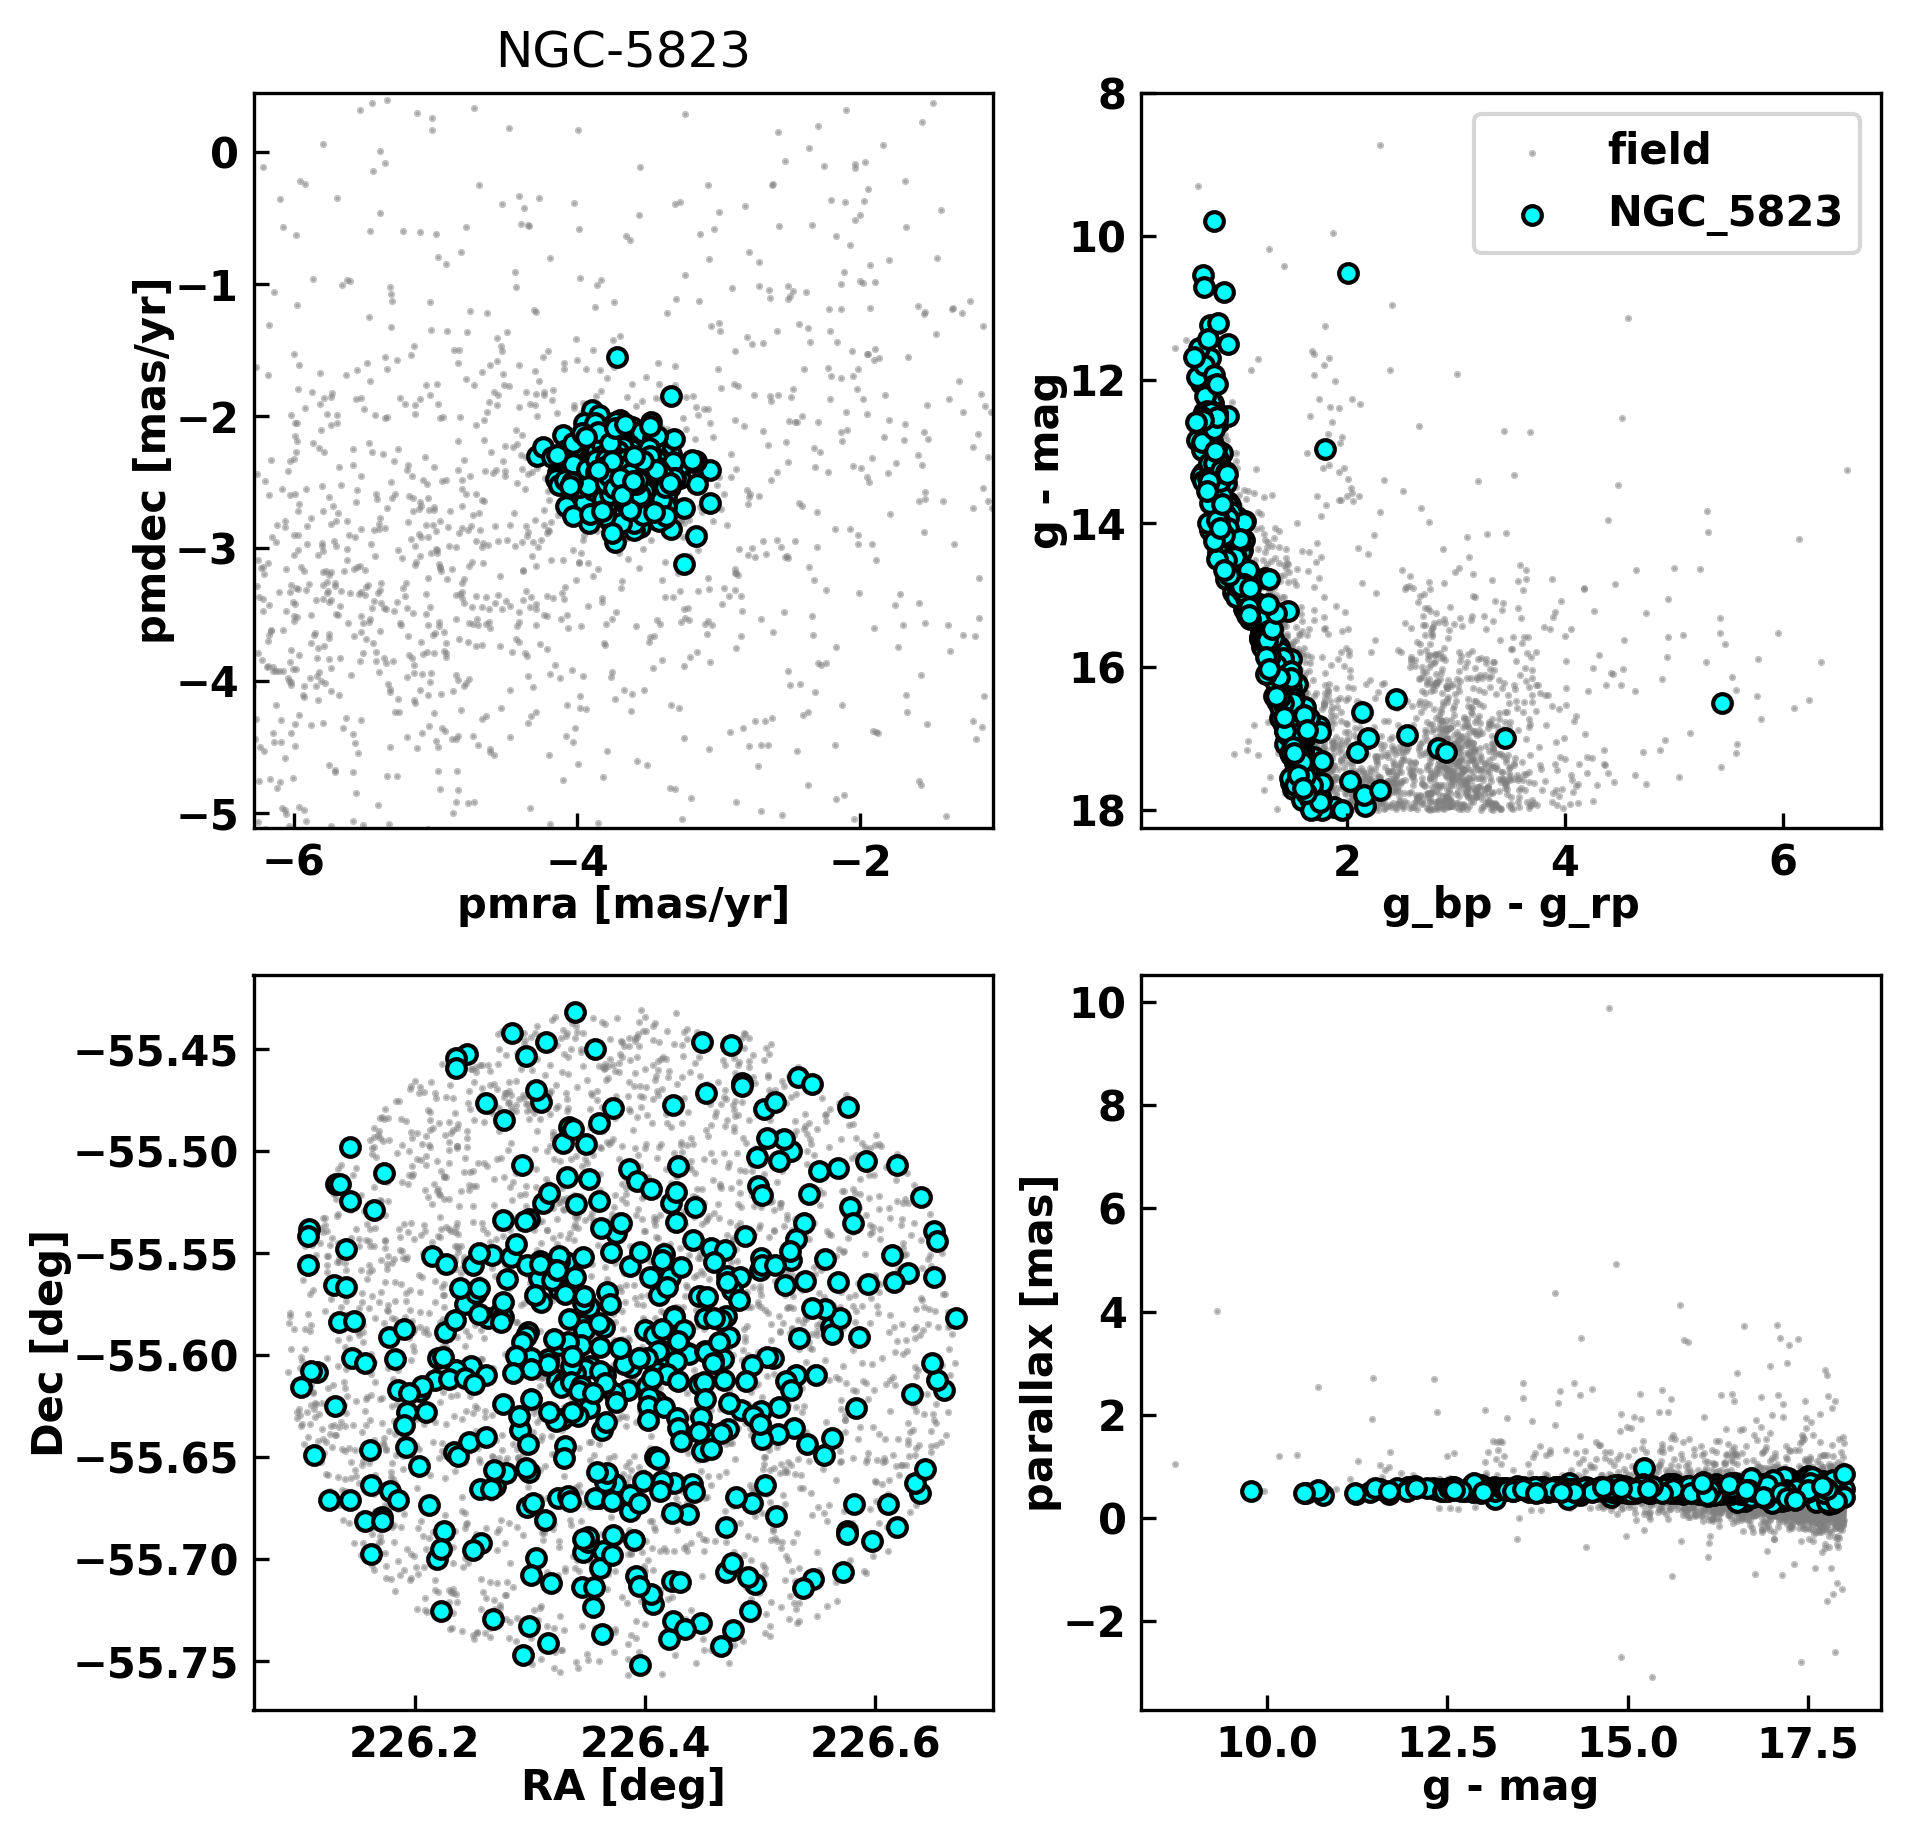 NGC-5823
0
−1
−2
−3
−4
−5
pmdec [mas/yr]
−6 −4 −2
pmra [mas/yr]
8
10
12
14
16
18
g - mag
field
NGC_5823
2 4 6
g_bp - g_rp
−55.45
−55.50
−55.55
−55.60
−55.65
−55.70
−55.75
Dec [deg]
226.2 226.4 226.6
RA [deg]
10
8
6
4
2
0
−2
parallax [mas]
10.0 12.5 15.0 17.5
g - mag